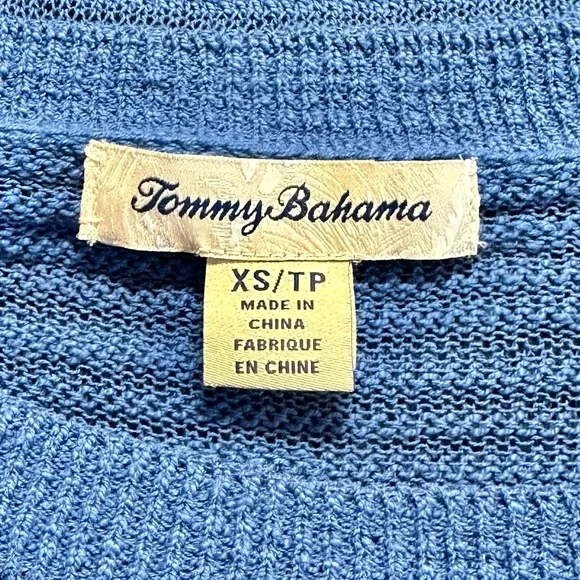 Tommy Bahama
XS/TP
MADE IN
CHINA
FABRIQUE
EN CHINE